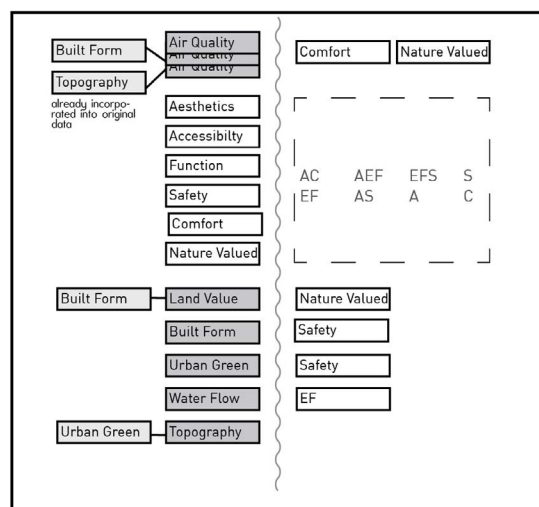 Built Form
Topography
already incorpo-
rated into original
data
Air Quality
Air Quality
Air Quality
Aesthetics
Accessibilty
Function
Safety
Comfort
Nature Valued
Comfort
Nature Valued
AC AEF EFS S
EF AS A C
Built Form
Land Value
Nature Valued
Built Form
Safety
Urban Green
Safety
Water Flow
EF
Urban Green
Topography